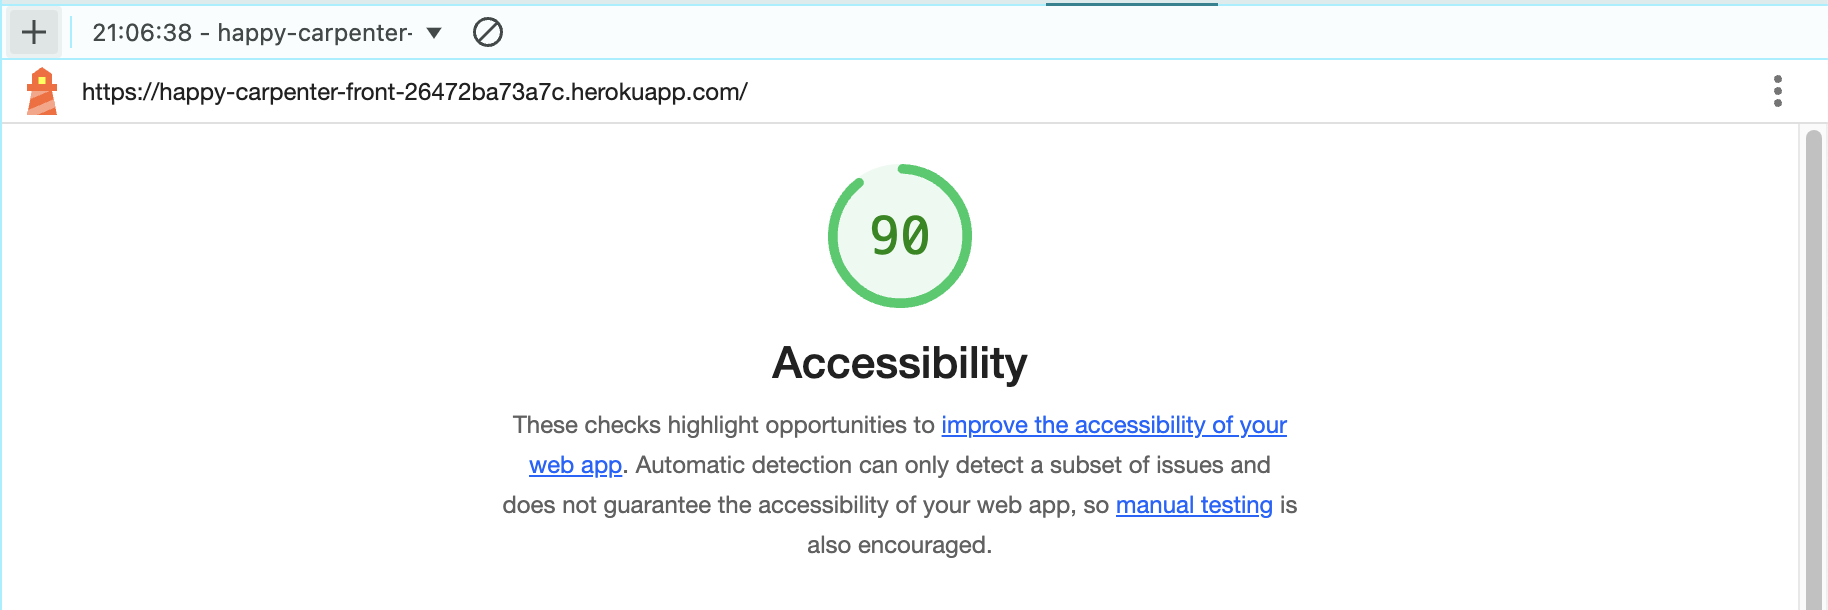 21:06:38 - happy-carpenter-
https://happy-carpenter-front-26472ba73a7c.herokuapp.com/
90
Accessibility
These checks highlight opportunities to improve the accessibility of your
web app. Automatic detection can only detect a subset of issues and
does not guarantee the accessibility of your web app, so manual testing is
also encouraged.